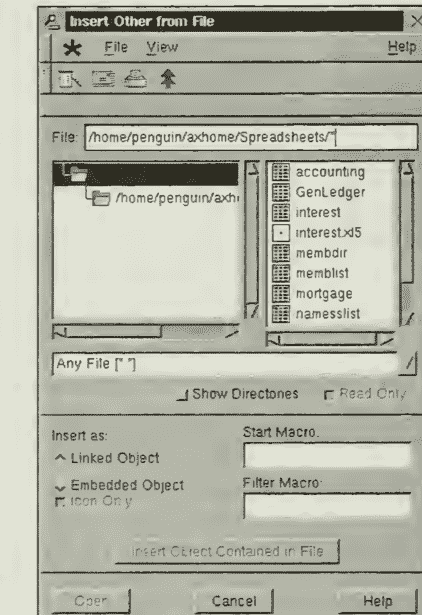 Insert Other from File
File View Help
File: /home/penguin/axhome/Spreadsheets/*
/home/penguin/axh
accounting
GenLedger
interest
interest.xl5
membdir
memblist
mortgage
namesslist
Any File [* ]
Show Directories Read Only
Insert as: Start Macro:
Linked Object
Embedded Object Filter Macro:
Icon Only
Insert Object Contained in File
Open Cancel Help